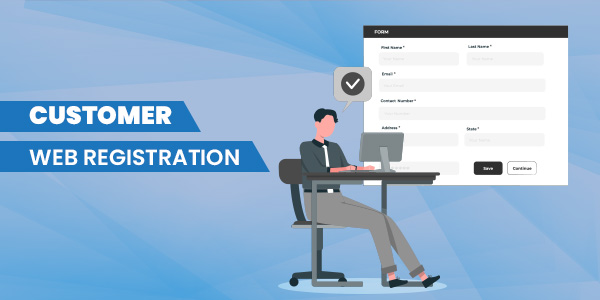 CUSTOMER
WEB REGISTRATION
FORM
First Name *
Last Name *
Email *
Contact Number *
Address *
State *
Save
Continue